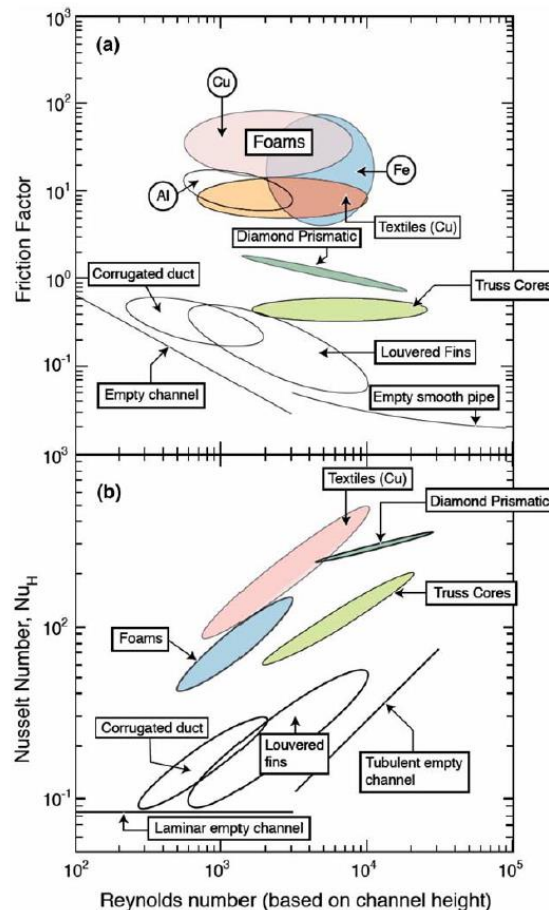 10³
(a)
Cu
10²
Foams
Fe
Al
10¹
Textiles (Cu)
Diamond Prismatic
Friction Factor
Corrugated duct
10⁰
Truss Cores
Louvered Fins
10⁻¹
Empty channel
Empty smooth pipe
10³
(b)
Textiles (Cu)
Diamond Prismatic
Truss Cores
10²
Foams
Nusselt Number, Nu_H
Corrugated duct
Louvered
fins
Tubulent empty
channel
10⁻¹
Laminar empty channel
10²
10³
10⁴
10⁵
Reynolds number (based on channel height)